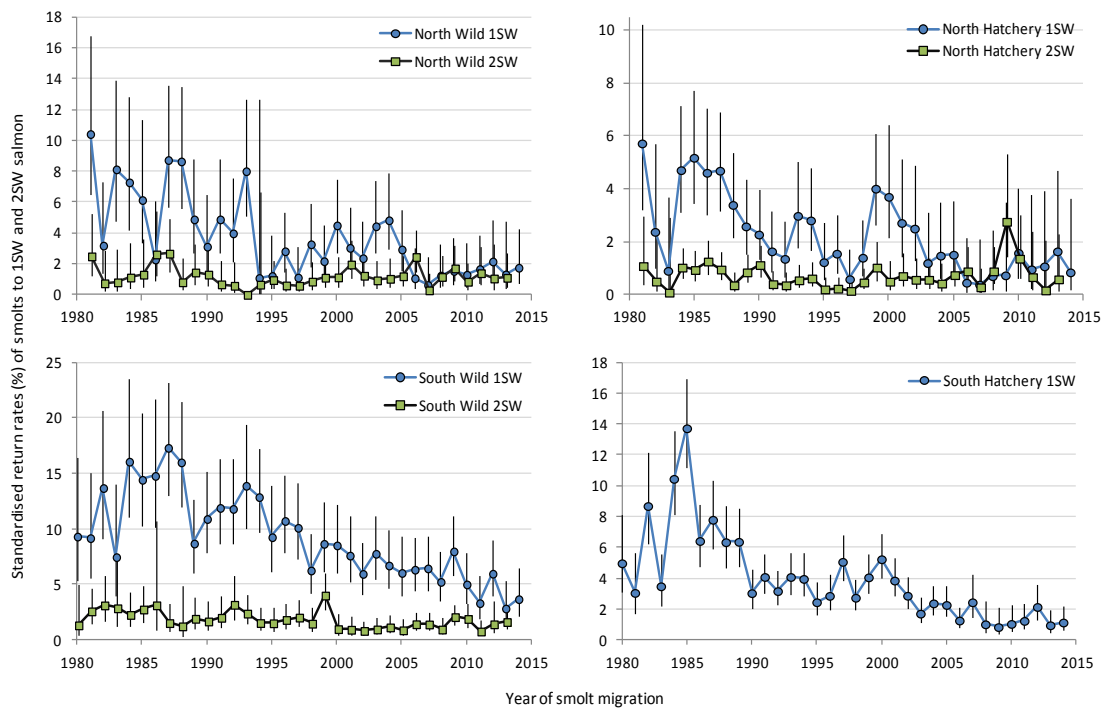 Standardised return rates (%) of smolts to 1SW and 2SW salmon
18
16
14
12
10
8
6
4
2
0
1980 1985 1990 1995 2000 2005 2010 2015
North Wild 1SW
North Wild 2SW
10
8
6
4
2
0
1980 1985 1990 1995 2000 2005 2010 2015
North Hatchery 1SW
North Hatchery 2SW
25
20
15
10
5
0
1980 1985 1990 1995 2000 2005 2010 2015
South Wild 1SW
South Wild 2SW
18
16
14
12
10
8
6
4
2
0
1980 1985 1990 1995 2000 2005 2010 2015
South Hatchery 1SW
Year of smolt migration